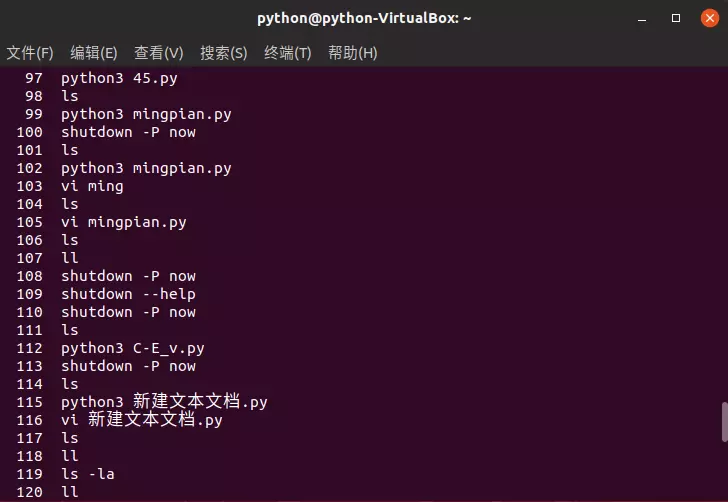 python@python-VirtualBox: ~
文件(F) 编辑(E) 查看(V) 搜索(S) 终端(T) 帮助(H)
97 python3 45.py
98 ls
99 python3 mingpian.py
100 shutdown -P now
101 ls
102 python3 mingpian.py
103 vi ming
104 ls
105 vi mingpian.py
106 ls
107 ll
108 shutdown -P now
109 shutdown --help
110 shutdown -P now
111 ls
112 python3 C-E_v.py
113 shutdown -P now
114 ls
115 python3 新建文本文档.py
116 vi 新建文本文档.py
117 ls
118 ll
119 ls -la
120 ll